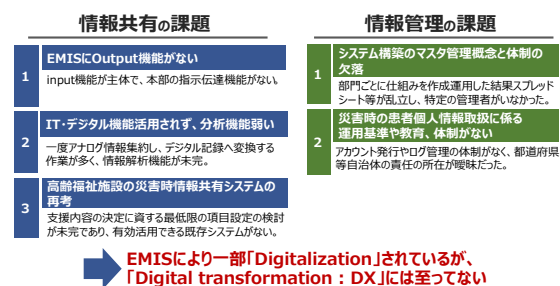 情報共有の課題
1
EMISにOutput機能がない
input機能が主体で、本部の指示伝達機能がない。
2
IT・デジタル機能活用されず、分析機能弱い
一度アナログ情報集約し、デジタル記録へ変換する
作業が多く、情報解析機能が未完。
3
高齢福祉施設の災害時情報共有システムの
再考
支援内容の決定に資する最低限の項目設定の検討
が未完であり、有効活用できる既存システムがない。
情報管理の課題
1
システム構築のマスタ管理概念と体制の
欠落
部門ごとに仕組みを作成運用した結果スプレッド
シート等が乱立し、特定の管理者がいなかった。
2
災害時の患者個人情報取扱に係る
運用基準や教育、体制がない
アカウント発行やログ管理の体制がなく、都道府県
等自治体の責任の所在が曖昧だった。
EMISにより一部「Digitalization」されているが、
「Digital transformation : DX」には至ってない